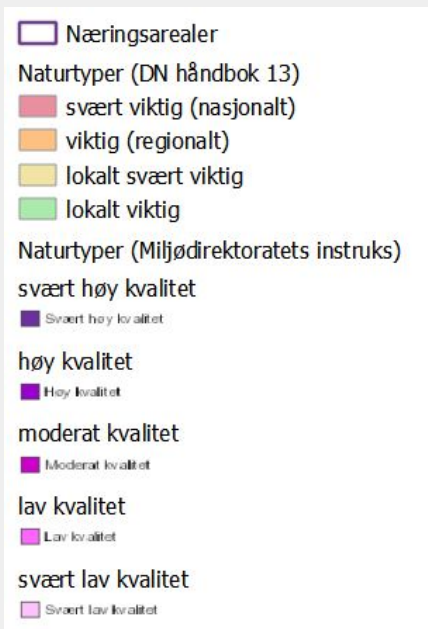 Næringsarealer
Naturtyper (DN håndbok 13)
svært viktig (nasjonalt)
viktig (regionalt)
lokalt svært viktig
lokalt viktig
Naturtyper (Miljødirektoratets instruks)
svært høy kvalitet
Svært høy kvalitet
høy kvalitet
Høy kvalitet
moderat kvalitet
Moderat kvalitet
lav kvalitet
Lav kvalitet
svært lav kvalitet
Svært lav kvalitet